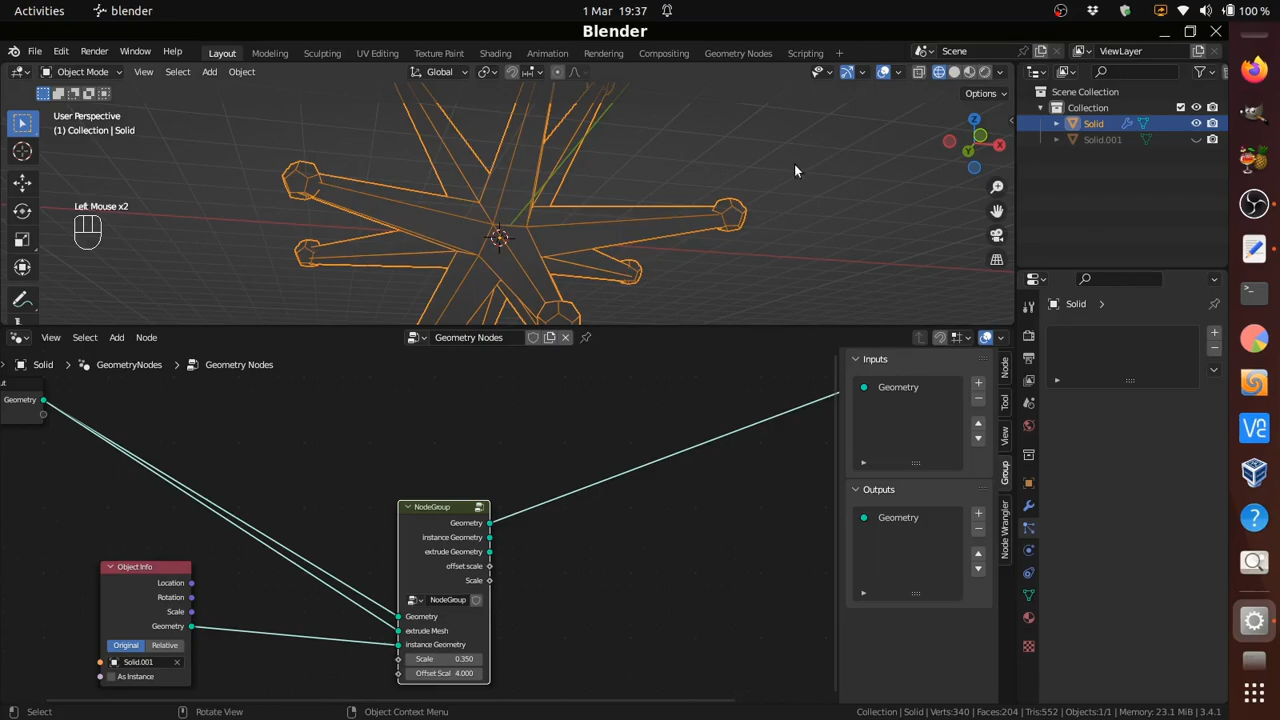 Activities
blender
1 Mar 19:37
100 %
Blender
File Edit Render Window Help
Layout Modeling Sculpting UV Editing Texture Paint Shading Animation Rendering Compositing Geometry Nodes Scripting
Scene
ViewLayer
Object Mode View Select Add Object
Global
Options
User Perspective
(1) Collection | Solid
Left Mouse x2
Z
X
Y
Scene Collection
Collection
Solid
Solid.001
View Select Add Node
Geometry Nodes
Solid > GeometryNodes > Geometry Nodes
ut
Geometry
Object Info
Location
Rotation
Scale
Geometry
Original Relative
Solid.001
As Instance
NodeGroup
Geometry
instance Geometry
extrude Geometry
offset scale
Scale
NodeGroup
Geometry
extrude Mesh
instance Geometry
Scale 0.350
Offset Scal 4.000
Inputs
Geometry
Outputs
Geometry
Node
Tool
View
Group
Node Wrangler
Solid
Select
Rotate View
Object Context Menu
Collection | Solid | Verts:340 | Faces:204 | Tris:552 | Objects:1/1 | Memory: 23.1 MiB | 3.4.1